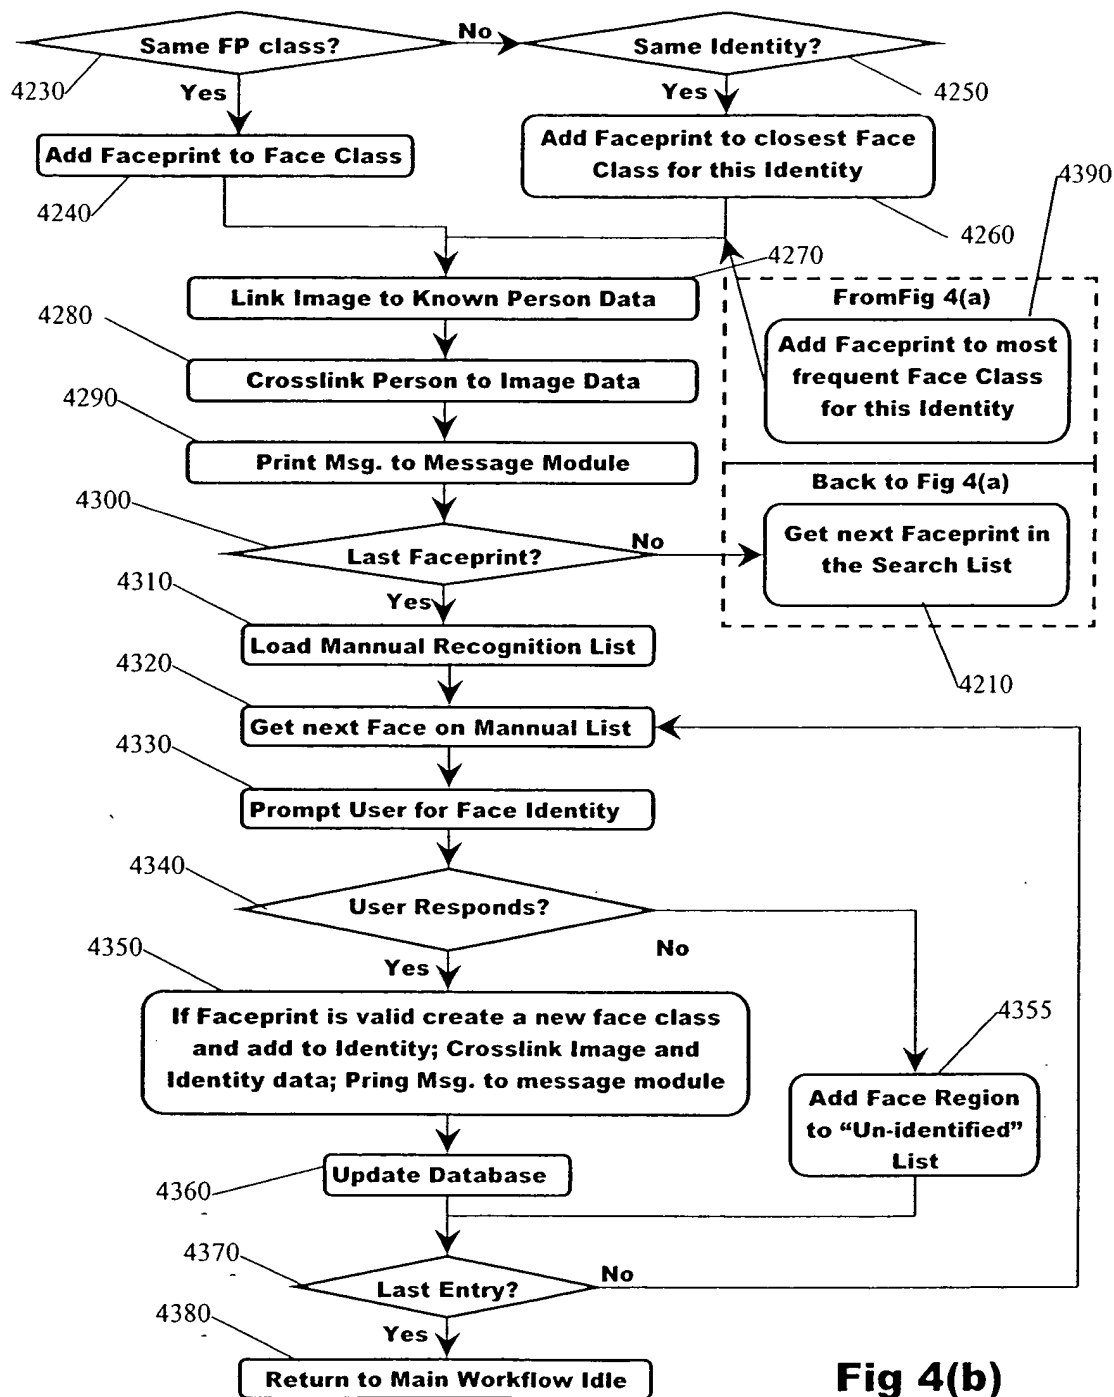 Same FP class?
No
Same Identity?
4230
Yes
Yes
4250
Add Faceprint to Face Class
Add Faceprint to closest Face
Class for this Identity
4240
4260
4390
4270
Link Image to Known Person Data
FromFig 4(a)
Add Faceprint to most
frequent Face Class
for this Identity
4280
Crosslink Person to Image Data
4290
Print Msg. to Message Module
Back to Fig 4(a)
Get next Faceprint in
the Search List
4210
4300
Last Faceprint?
No
4310
Yes
Load Mannual Recognition List
4320
Get next Face on Mannual List
4330
Prompt User for Face Identity
4340
User Responds?
No
4350
Yes
If Faceprint is valid create a new face class
and add to Identity; Crosslink Image and
Identity data; Pring Msg. to message module
4355
Add Face Region
to “Un-identified”
List
Update Database
4360
4370
Last Entry?
No
4380
Yes
Return to Main Workflow Idle
Fig 4(b)